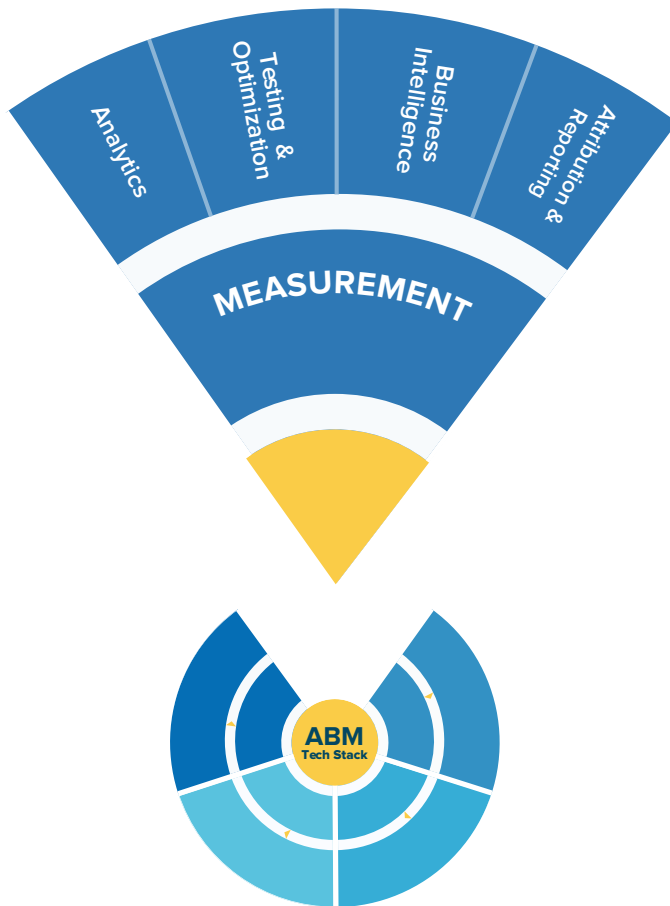 Analytics
Testing &
Optimization
Business
Intelligence
Attribution &
Reporting
MEASUREMENT
ABM
Tech Stack